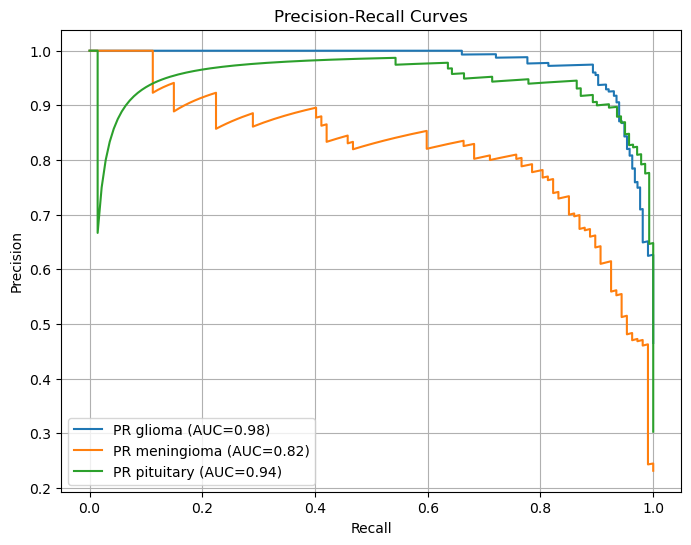 Precision-Recall Curves
Precision
1.0
0.9
0.8
0.7
0.6
0.5
0.4
0.3
0.2
PR glioma (AUC=0.98)
PR meningioma (AUC=0.82)
PR pituitary (AUC=0.94)
0.0 0.2 0.4 0.6 0.8 1.0
Recall